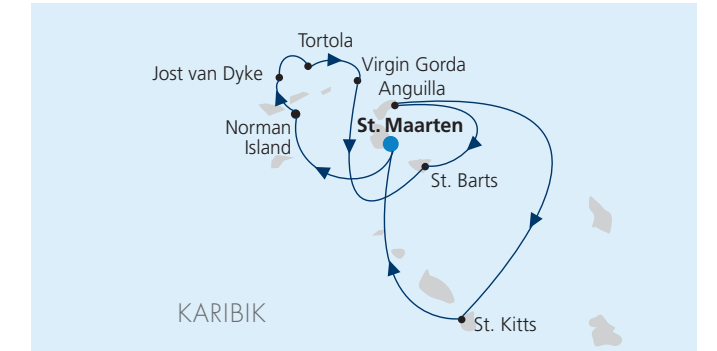 Tortola
Virgin Gorda
Jost van Dyke
Anguilla
Norman
Island
St. Maarten
St. Barts
KARIBIK
St. Kitts